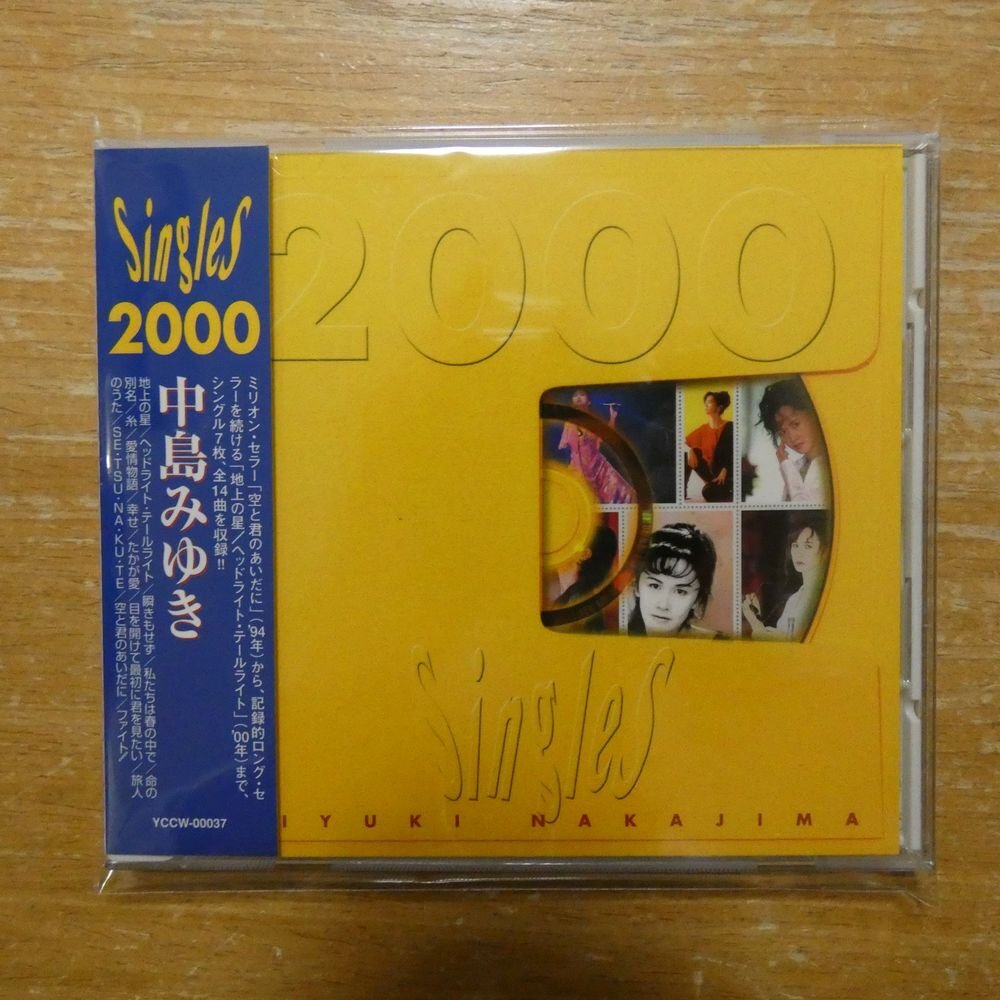 Singles
2000
中島みゆき
ミリオン・セラー「空と君のあいだに」('94年)から、記録的ロング・セ
ラーを続ける「地上の星/ヘッドライト・テールライト」('00年)まで、
シングル7枚、全14曲を収録!!
地上の星/ヘッドライト・テールライト/瞬きもせず/私たちは春の中で/命の
別名/糸/愛情物語/幸せ/たかが愛/目を開けて最初に君を見たい/旅人
のうた/SE・TSU・NA・KU・TE/空と君のあいだに/ファイト!
YCCW-00037
2000
Singles
IYUKI NAKAJIMA